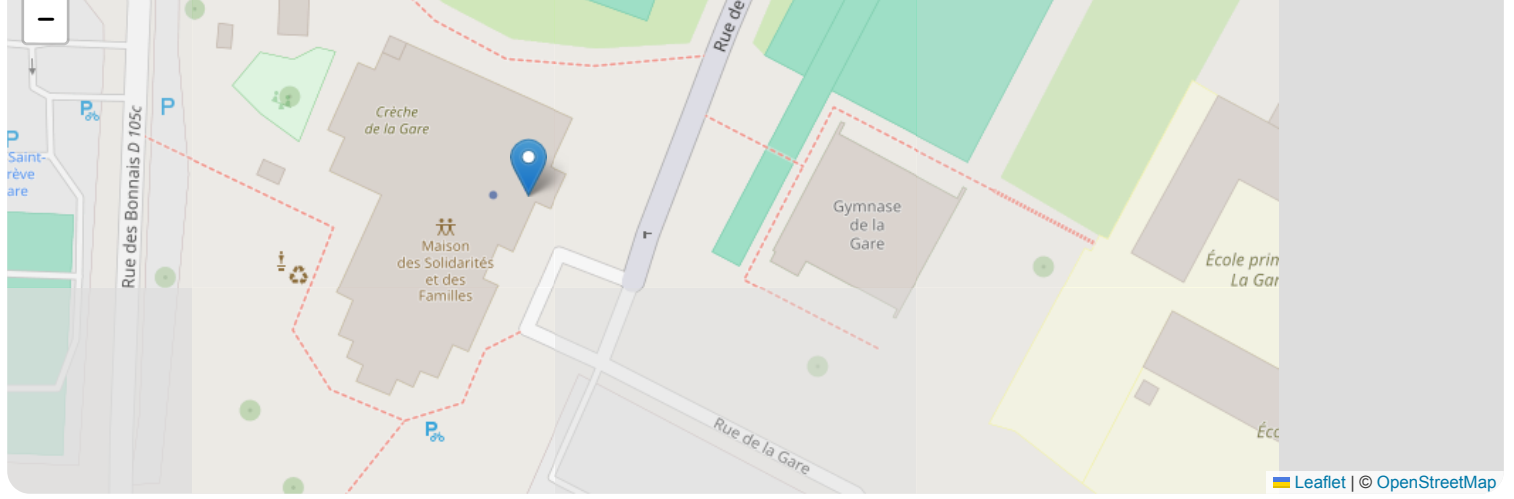 −
Rue de
P
P
P
Crèche
de la Gare
Rue des Bonnais D 105c
Saint-
rève
are
Gymnase
de la
Gare
Maison
des Solidarités
et des
Familles
École prim
La Gar
P
Rue de la Gare
Éco
Leaflet | © OpenStreetMap